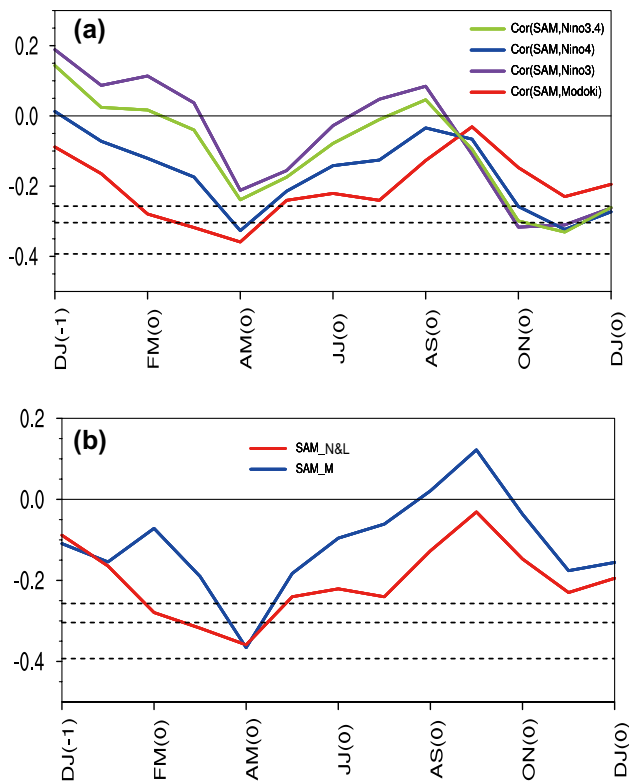 (a)
Cor(SAM,Nino3.4)
Cor(SAM,Nino4)
Cor(SAM,Nino3)
Cor(SAM,Modoki)
0.2
0.0
-0.2
-0.4
DJ(-1)
FM(0)
AM(0)
JJ(0)
AS(0)
ON(0)
DJ(0)
(b)
SAM_N&L
SAM_M
0.2
0.0
-0.2
-0.4
DJ(-1)
FM(0)
AM(0)
JJ(0)
AS(0)
ON(0)
DJ(0)